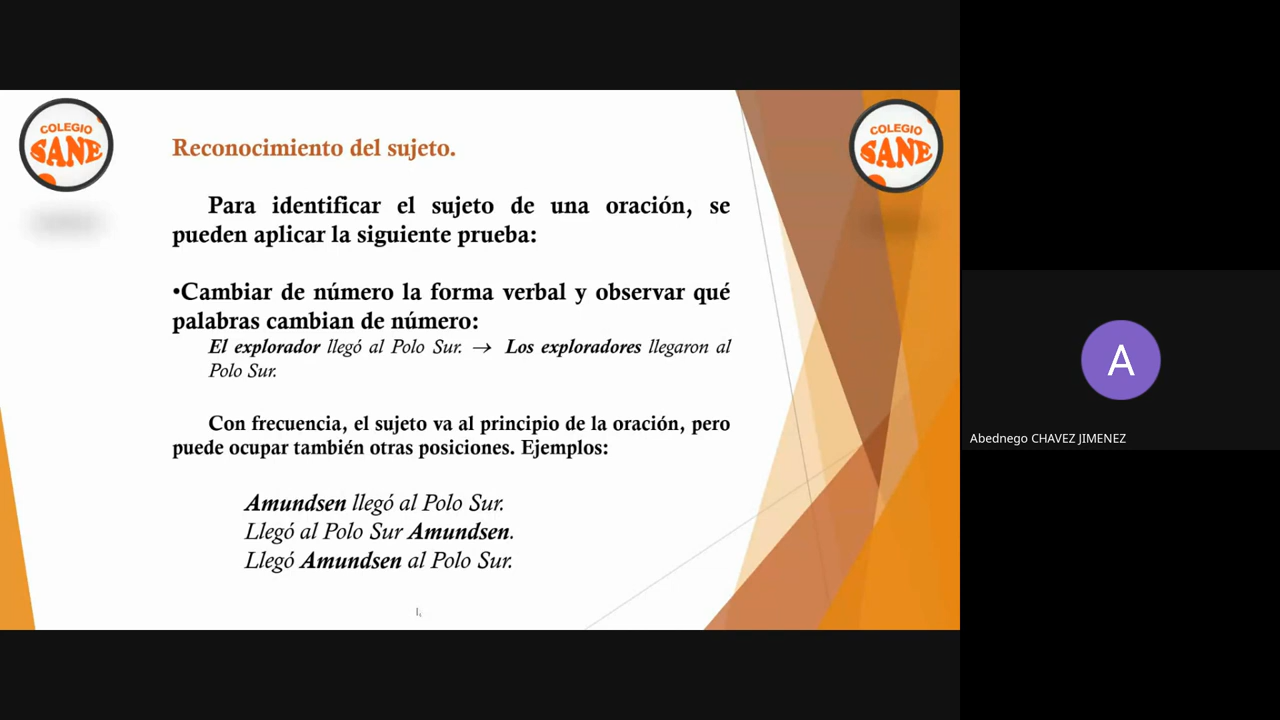 COLEGIO
SANE
COLEGIO
SANE
Reconocimiento del sujeto.
Para identificar el sujeto de una oración, se
pueden aplicar la siguiente prueba:
•Cambiar de número la forma verbal y observar qué
palabras cambian de número:
El explorador llegó al Polo Sur. → Los exploradores llegaron al
Polo Sur.
Con frecuencia, el sujeto va al principio de la oración, pero
puede ocupar también otras posiciones. Ejemplos:
Amundsen llegó al Polo Sur.
Llegó al Polo Sur Amundsen.
Llegó Amundsen al Polo Sur.
A
Abednego CHAVEZ JIMENEZ